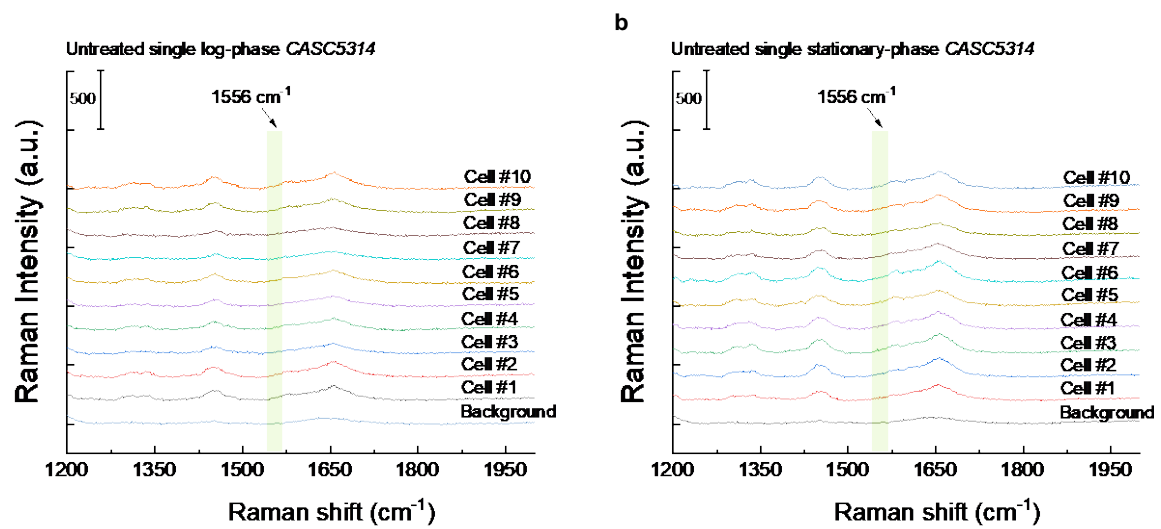 b
Untreated single log-phase CASC5314
500
1556 cm⁻¹
Raman Intensity (a.u.)
Cell #10
Cell #9
Cell #8
Cell #7
Cell #6
Cell #5
Cell #4
Cell #3
Cell #2
Cell #1
Background
1200 1350 1500 1650 1800 1950
Raman shift (cm⁻¹)
Untreated single stationary-phase CASC5314
500
1556 cm⁻¹
Raman Intensity (a.u.)
Cell #10
Cell #9
Cell #8
Cell #7
Cell #6
Cell #5
Cell #4
Cell #3
Cell #2
Cell #1
Background
1200 1350 1500 1650 1800 1950
Raman shift (cm⁻¹)